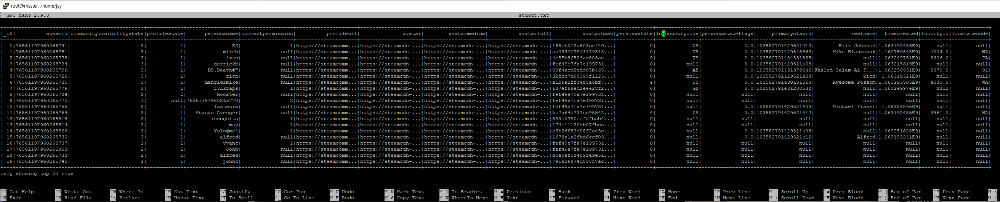 root@master: /home/jay
GNU nano 2.9.3 stdout.txt
+---+-----------------+------------------------+------------+-----------------+-----------------+--------------------+--------------------+--------------------+--------------------+--------------------+------------+--------------+-----------------+------------------+--------------------+-------------+---------+------------+
|_c0| steamid|communityvisibilitystate|profilestate| personaname|commentpermission| profileurl| avatar| avatarmedium| avatarfull| avatarhash|personastate|loccountrycode|personastateflags| primaryclanid| realname| timecreated|loccityid|locstatecode|
+---+-----------------+------------------------+------------+-----------------+-----------------+--------------------+--------------------+--------------------+--------------------+--------------------+------------+--------------+-----------------+------------------+--------------------+-------------+---------+------------+
| 0|76561197960265731| 3| 1| EJ| 1|https://steamcomm...|https://steamcdn-...|https://steamcdn-...|https://steamcdn-...|168eb0f2a603cef40...| 0| US| 0.0|103582791429521412| Erik Johnson|1.063192486E9| null| null|
| 1|76561197960265751| 3| 1| mikeb| null|https://steamcomm...|https://steamcdn-...|https://steamcdn-...|https://steamcdn-...|aa032ff2913179318...| 0| US| 0.0|103582791429848363| Mike Blaszczak|1.160750848E9| 4004.0| WA|
| 2|76561197960265778| 3| 1| jxtn| null|https://steamcomm...|https://steamcdn-...|https://steamcdn-...|https://steamcdn-...|4c55b8f524ac808ae...| 0| US| 0.0|103582791434531885| null|1.063249751E9| 3306.0| PA|
| 3|76561197960265734| 3| 1| derrickb| null|https://steamcomm...|https://steamcdn-...|https://steamcdn-...|https://steamcdn-...|fef49e7fa7e199731...| 0| null| 0.0|103582791429521408| null|1.063215619E9| null| null|
| 4|76561197960265796| 3| 1| DS.Death®™| null|https://steamcomm...|https://steamcdn-...|https://steamcdn-...|https://steamcdn-...|03f4acd8edc05b465...| 0| AE| 0.0|103582791431379646|Khaled Salem Al F...|1.063250931E9| 5070.0| 01|
| 5|76561197960265729| 3| 1| rich| null|https://steamcomm...|https://steamcdn-...|https://steamcdn-...|https://steamcdn-...|32dbb7d95395f1225...| 0| null| 0.0|103582791429521408| Rich| 1.06319324E9| null| null|
| 6|76561197960265735| 3| 1| manglermike| null|https://steamcomm...|https://steamcdn-...|https://steamcdn-...|https://steamcdn-...|a1b9a2ffc4b5a6bf7...| 4| US| 0.0|103582791430181568| Awesome Possom|1.063193505E9| 4030.0| WA|
| 7|76561197960265779| 3| 1| Z3Lkraps| 1|https://steamcomm...|https://steamcdn-...|https://steamcdn-...|https://steamcdn-...|637ef99ad2e4428f2...| 0| GB| 0.0|103582791431208532| null|1.063249974E9| null| null|
| 8|76561197960265784| 2| 1| Rooster| null|https://steamcomm...|https://steamcdn-...|https://steamcdn-...|https://steamcdn-...|fef49e7fa7e199731...| 0| null| null| null| null| null| null| null|
| 9|76561197960265770| 1| null|76561197960265770| 2|https://steamcomm...|https://steamcdn-...|https://steamcdn-...|https://steamcdn-...|fef49e7fa7e199731...| 0| null| null| null| null| null| null| null|
| 10|76561197960265755| 3| 1| lastwurm| null|https://steamcomm...|https://steamcdn-...|https://steamcdn-...|https://steamcdn-...|fef49e7fa7e199731...| 0| null| 0.0|103582791429521408| Michael Fraser| 1.06324895E9| null| null|
| 11|76561197960265754| 3| 1| Abacus Avenger| null|https://steamcomm...|https://steamcdn-...|https://steamcdn-...|https://steamcdn-...|bc7a64d737cd95542...| 4| US| 0.0|103582791429521412| null|1.063192485E9| 3961.0| WA|
| 12|76561197960265818| 2| 1| incognito| 1|https://steamcomm...|https://steamcdn-...|https://steamcdn-...|https://steamcdn-...|333c0790eefdfbab4...| 0| null| null| null| null| null| null| null|
| 13|76561197960265814| 2| 1| may| 1|https://steamcomm...|https://steamcdn-...|https://steamcdn-...|https://steamcdn-...|174e11120db07fbca...| 0| null| null| null| null| null| null| null|
| 14|76561197960265826| 3| 1| Yolo@me!| 1|https://steamcomm...|https://steamcdn-...|https://steamcdn-...|https://steamcdn-...|c9b26f83d08f2ae5c...| 0| null| 0.0|103582791429521408| null|1.063251628E9| null| null|
| 15|76561197960265730| 3| 1| alfred| null|https://steamcomm...|https://steamcdn-...|https://steamcdn-...|https://steamcdn-...|1678a1a2fbd6ccf03...| 0| null| 0.0|103582791429521412| Alfred|1.063193241E9| null| null|
| 16|76561197960265737| 1| 1| yvanc| 2|https://steamcomm...|https://steamcdn-...|https://steamcdn-...|https://steamcdn-...|fef49e7fa7e199731...| 0| null| null| null| null| null| null| null|
| 17|76561197960265803| 2| 1| John| null|https://steamcomm...|https://steamcdn-...|https://steamcdn-...|https://steamcdn-...|fef49e7fa7e199731...| 0| null| null| null| null| null| null| null|
| 18|76561197960265733| 2| 1| alfred| null|https://steamcomm...|https://steamcdn-...|https://steamcdn-...|https://steamcdn-...|d0e0af08489fa9e51...| 0| null| null| null| null| null| null| null|
| 19|76561197960265740| 2| 1| johnc| null|https://steamcomm...|https://steamcdn-...|https://steamcdn-...|https://steamcdn-...|7919b9874d838f7ac...| 0| null| null| null| null| null| null| null|
+---+-----------------+------------------------+------------+-----------------+-----------------+--------------------+--------------------+--------------------+--------------------+--------------------+------------+--------------+-----------------+------------------+--------------------+-------------+---------+------------+
only showing top 20 rows
^G Get Help ^O Write Out ^W Where Is ^K Cut Text ^J Justify ^C Cur Pos M-U Undo M-A Mark Text M-] To Bracket M-▲ Previous ^B Back ^◀ Prev Word ^A Home ^P Prev Line M-- Scroll Up ^▲ Prev Block M-( Beg of Par ^Y Prev Page M-\
^X Exit ^R Read File ^\ Replace ^U Uncut Text ^T To Spell ^_ Go To Line M-E Redo M-6 Copy Text M-W WhereIs Next M-▼ Next ^F Forward ^▶ Next Word ^E End ^N Next Line M-+ Scroll Down ^▼ Next Block M-) End of Par ^V Next Page M-/